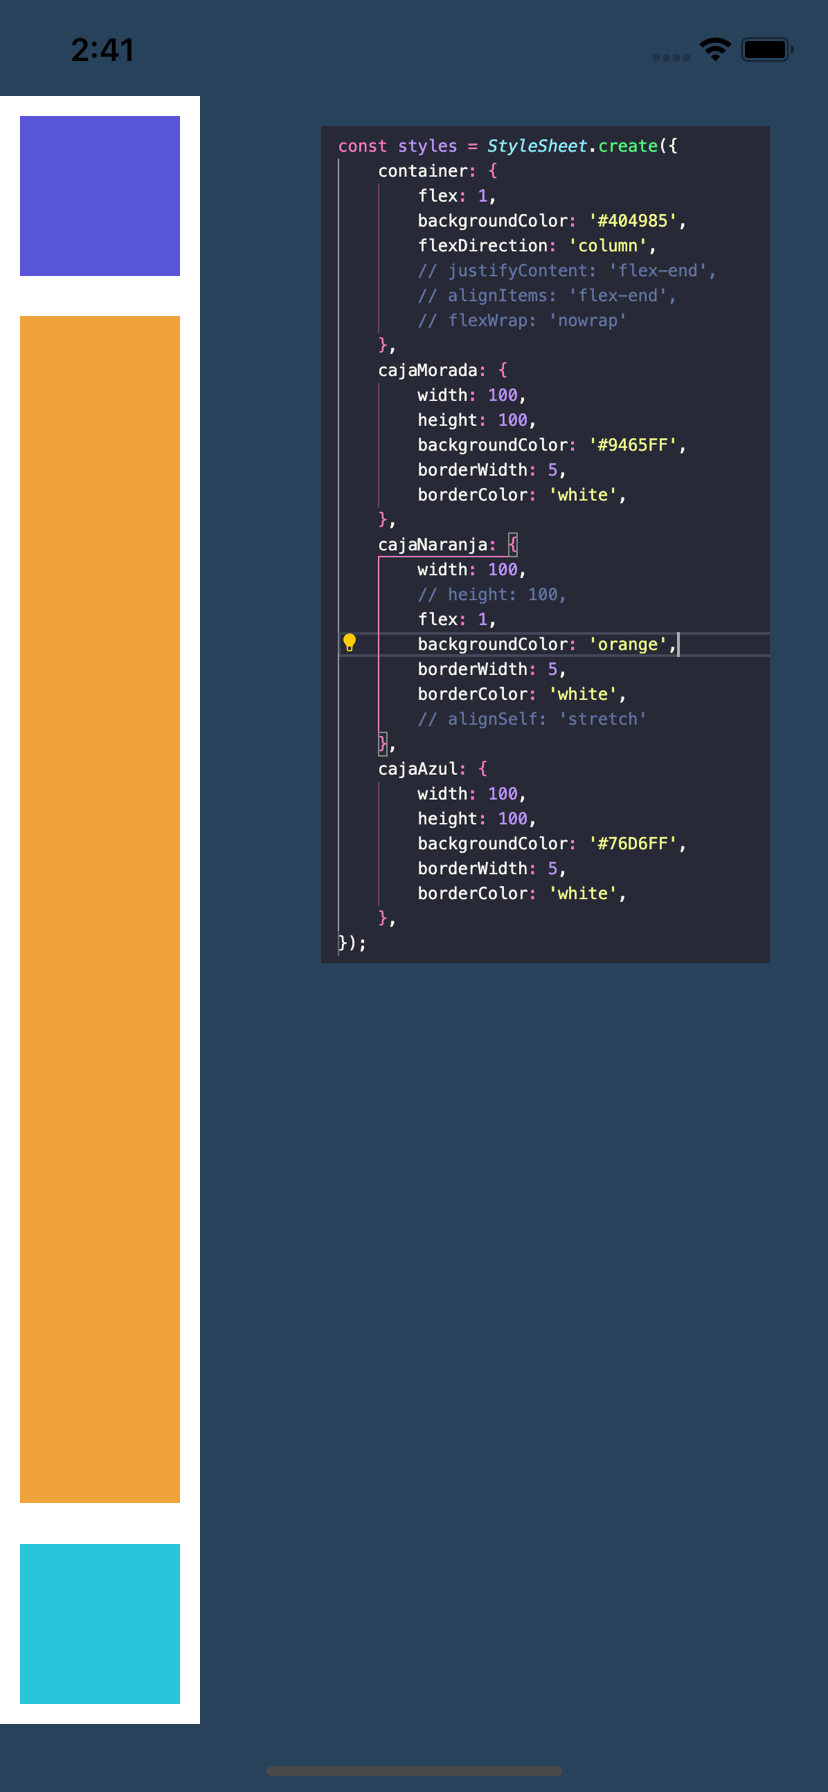 2:41
const styles = StyleSheet.create({
container: {
flex: 1,
backgroundColor: '#404985',
flexDirection: 'column',
// justifyContent: 'flex-end',
// alignItems: 'flex-end',
// flexWrap: 'nowrap'
},
cajaMorada: {
width: 100,
height: 100,
backgroundColor: '#9465FF',
borderWidth: 5,
borderColor: 'white',
},
cajaNaranja: {
width: 100,
// height: 100,
flex: 1,
backgroundColor: 'orange',
borderWidth: 5,
borderColor: 'white',
// alignSelf: 'stretch'
},
cajaAzul: {
width: 100,
height: 100,
backgroundColor: '#76D6FF',
borderWidth: 5,
borderColor: 'white',
},
});